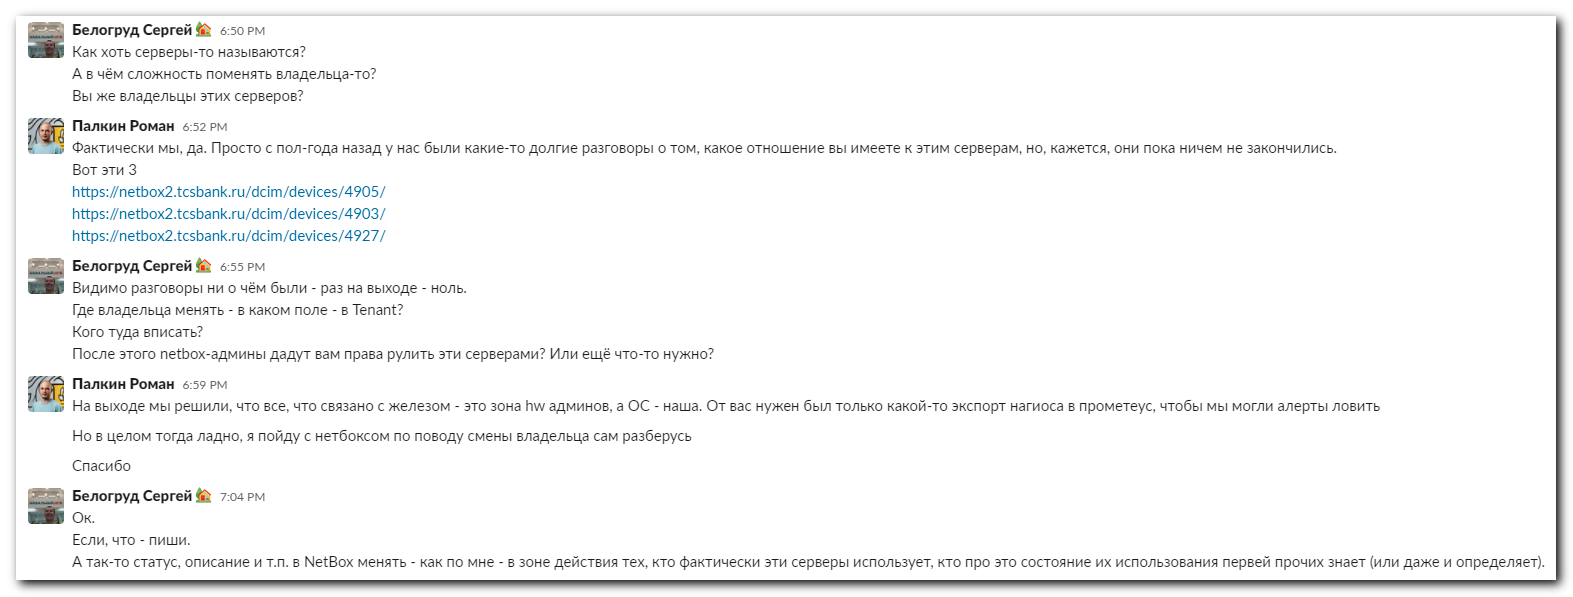 Белогруд Сергей 6:50 PM
Как хоть серверы-то называются?
А в чём сложность поменять владельца-то?
Вы же владельцы этих серверов?
Палкин Роман 6:52 PM
Фактически мы, да. Просто с пол-года назад у нас были какие-то долгие разговоры о том, какое отношение вы имеете к этим серверам, но, кажется, они пока ничем не закончились.
Вот эти 3
https://netbox2.tcsbank.ru/dcim/devices/4905/
https://netbox2.tcsbank.ru/dcim/devices/4903/
https://netbox2.tcsbank.ru/dcim/devices/4927/
Белогруд Сергей 6:55 PM
Видимо разговоры ни о чём были - раз на выходе - ноль.
Где владельца менять - в каком поле - в Tenant?
Кого туда вписать?
После этого netbox-админы дадут вам права рулить эти серверами? Или ещё что-то нужно?
Палкин Роман 6:59 PM
На выходе мы решили, что все, что связано с железом - это зона hw админов, а ОС - наша. От вас нужен был только какой-то экспорт нагиоса в прометеус, чтобы мы могли алерты ловить
Но в целом тогда ладно, я пойду с нетбоксом по поводу смены владельца сам разберусь
Спасибо
Белогруд Сергей 7:04 PM
Ок.
Если, что - пиши.
А так-то статус, описание и т.п. в NetBox менять - как по мне - в зоне действия тех, кто фактически эти серверы использует, кто про это состояние их использования первей прочих знает (или даже и определяет).